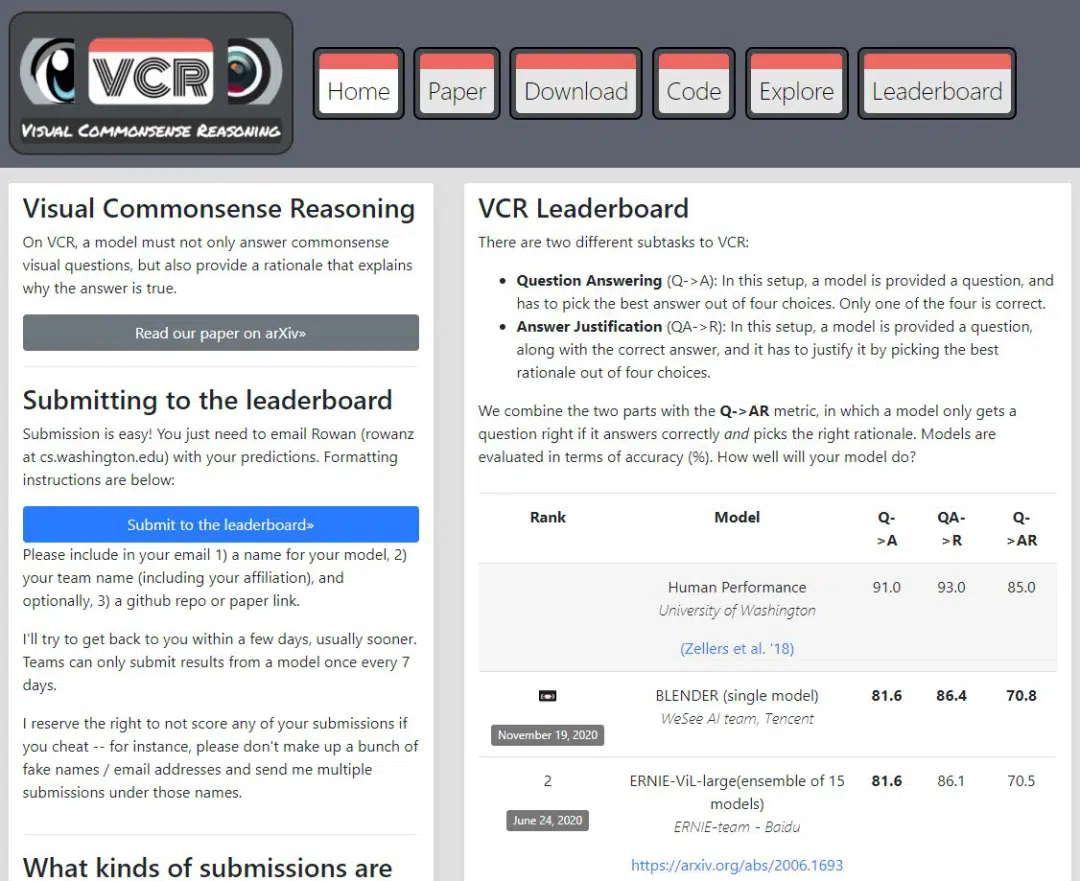 VCR
Visual Commonsense Reasoning
Home
Paper
Download
Code
Explore
Leaderboard
Visual Commonsense Reasoning
On VCR, a model must not only answer commonsense
visual questions, but also provide a rationale that explains
why the answer is true.
Read our paper on arXiv»
Submitting to the leaderboard
Submission is easy! You just need to email Rowan (rowanz
at cs.washington.edu) with your predictions. Formatting
instructions are below:
Submit to the leaderboard»
Please include in your email 1) a name for your model, 2)
your team name (including your affiliation), and
optionally, 3) a github repo or paper link.
I'll try to get back to you within a few days, usually sooner.
Teams can only submit results from a model once every 7
days.
I reserve the right to not score any of your submissions if
you cheat -- for instance, please don't make up a bunch of
fake names / email addresses and send me multiple
submissions under those names.
What kinds of submissions are
VCR Leaderboard
There are two different subtasks to VCR:
• Question Answering (Q->A): In this setup, a model is provided a question, and
has to pick the best answer out of four choices. Only one of the four is correct.
• Answer Justification (QA->R): In this setup, a model is provided a question,
along with the correct answer, and it has to justify it by picking the best
rationale out of four choices.
We combine the two parts with the Q->AR metric, in which a model only gets a
question right if it answers correctly and picks the right rationale. Models are
evaluated in terms of accuracy (%). How well will your model do?
Rank Model Q- QA- Q-
>A >R >AR
Human Performance 91.0 93.0 85.0
University of Washington
(Zellers et al. '18)
BLENDER (single model) 81.6 86.4 70.8
WeSee AI team, Tencent
November 19, 2020
2 ERNIE-ViL-large(ensemble of 15 81.6 86.1 70.5
models)
June 24, 2020 ERNIE-team - Baidu
https://arxiv.org/abs/2006.1693